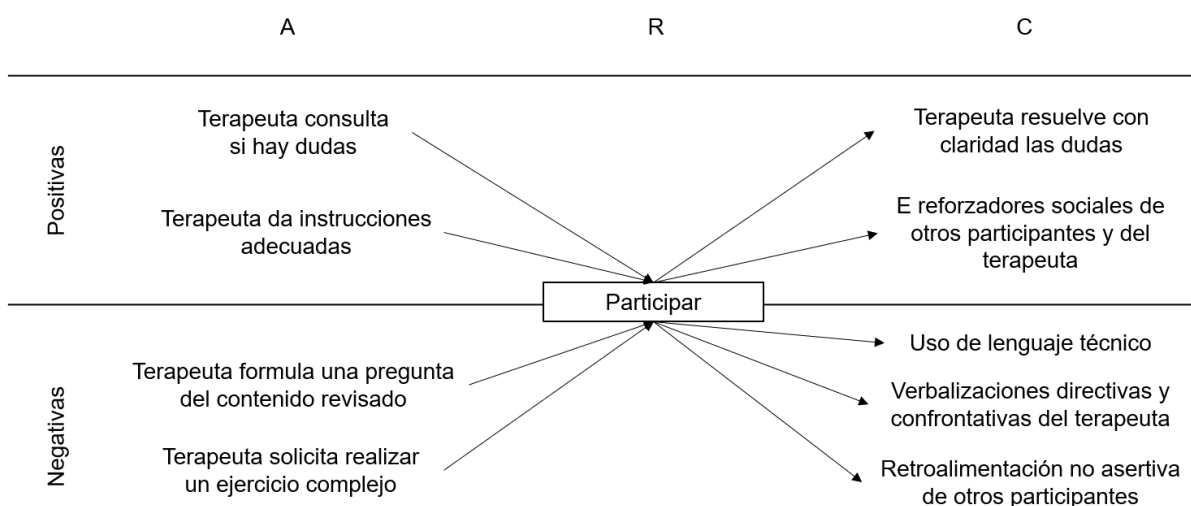 A
R
C
Positivas
Terapeuta consulta
si hay dudas
Terapeuta da instrucciones
adecuadas
Terapeuta resuelve con
claridad las dudas
E reforzadores sociales de
otros participantes y del
terapeuta
Participar
Negativas
Terapeuta formula una pregunta
del contenido revisado
Terapeuta solicita realizar
un ejercicio complejo
Uso de lenguaje técnico
Verbalizaciones directivas y
confrontativas del terapeuta
Retroalimentación no asertiva
de otros participantes